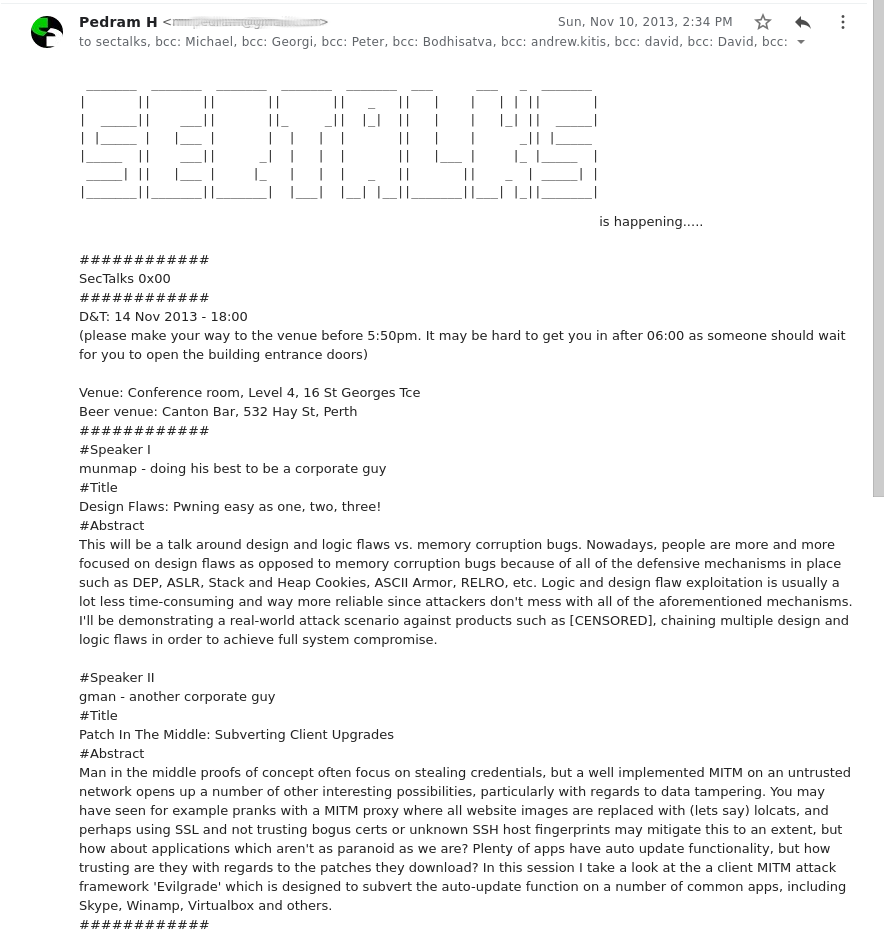 Pedram H
Sun, Nov 10, 2013, 2:34 PM
to sectalks, bcc: Michael, bcc: Georgi, bcc: Peter, bcc: Bodhisatva, bcc: andrew.kitis, bcc: david, bcc: David, bcc:
SECTALKS
is happening.....
############
SecTalks 0x00
############
D&T: 14 Nov 2013 - 18:00
(please make your way to the venue before 5:50pm. It may be hard to get you in after 06:00 as someone should wait
for you to open the building entrance doors)
Venue: Conference room, Level 4, 16 St Georges Tce
Beer venue: Canton Bar, 532 Hay St, Perth
############
#Speaker I
munmap - doing his best to be a corporate guy
#Title
Design Flaws: Pwning easy as one, two, three!
#Abstract
This will be a talk around design and logic flaws vs. memory corruption bugs. Nowadays, people are more and more
focused on design flaws as opposed to memory corruption bugs because of all of the defensive mechanisms in place
such as DEP, ASLR, Stack and Heap Cookies, ASCII Armor, RELRO, etc. Logic and design flaw exploitation is usually a
lot less time-consuming and way more reliable since attackers don't mess with all of the aforementioned mechanisms.
I'll be demonstrating a real-world attack scenario against products such as [CENSORED], chaining multiple design and
logic flaws in order to achieve full system compromise.
#Speaker II
gman - another corporate guy
#Title
Patch In The Middle: Subverting Client Upgrades
#Abstract
Man in the middle proofs of concept often focus on stealing credentials, but a well implemented MITM on an untrusted
network opens up a number of other interesting possibilities, particularly with regards to data tampering. You may
have seen for example pranks with a MITM proxy where all website images are replaced with (lets say) lolcats, and
perhaps using SSL and not trusting bogus certs or unknown SSH host fingerprints may mitigate this to an extent, but
how about applications which aren't as paranoid as we are? Plenty of apps have auto update functionality, but how
trusting are they with regards to the patches they download? In this session I take a look at the a client MITM attack
framework 'Evilgrade' which is designed to subvert the auto-update function on a number of common apps, including
Skype, Winamp, Virtualbox and others.
############